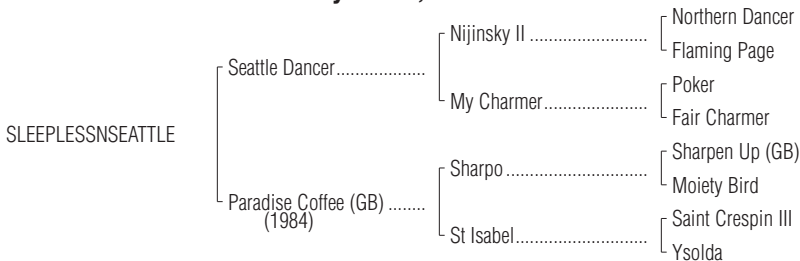 Northern Dancer
Nijinsky II ....................
Flaming Page
Seattle Dancer...................
Poker
My Charmer......................
Fair Charmer
SLEEPLESSNSEATTLE
Sharpen Up (GB)
Sharpo ..............................
Moiety Bird
Paradise Coffee (GB) ........
(1984)
Saint Crespin III
St Isabel............................
Ysolda